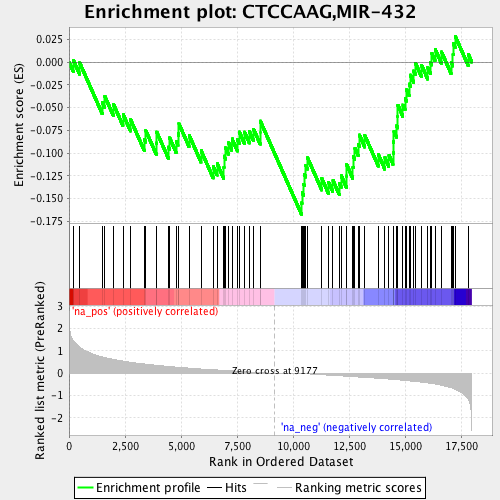 Enrichment plot: CTCCAAG,MIR-432
Enrichment score (ES)
0.025
0.000
-0.025
-0.050
-0.075
-0.100
-0.125
-0.150
-0.175
'na_pos' (positively correlated)
Ranked list metric (PreRanked)
3
2
1
0
-1
-2
Zero cross at 9177
'na_neg' (negatively correlated)
0
2,500
5,000
7,500
10,000
12,500
15,000
17,500
Rank in Ordered Dataset
Enrichment profile
Hits
Ranking metric scores